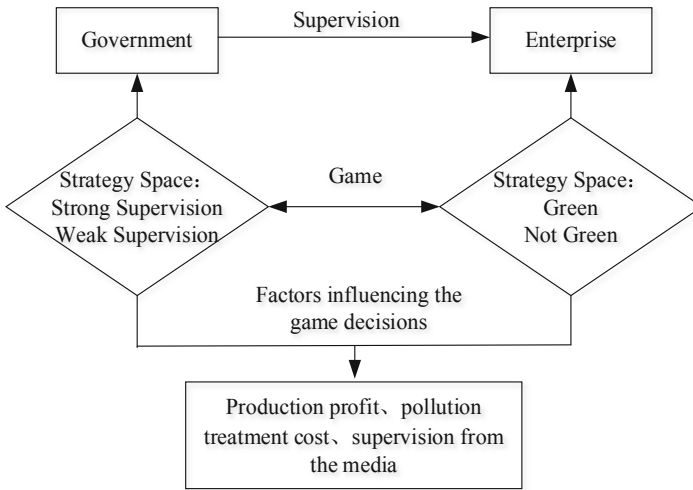 Government
Supervision
Enterprise
Strategy Space：
Strong Supervision
Weak Supervision
Game
Strategy Space：
Green
Not Green
Factors influencing the
game decisions
Production profit、pollution
treatment cost、supervision from
the media